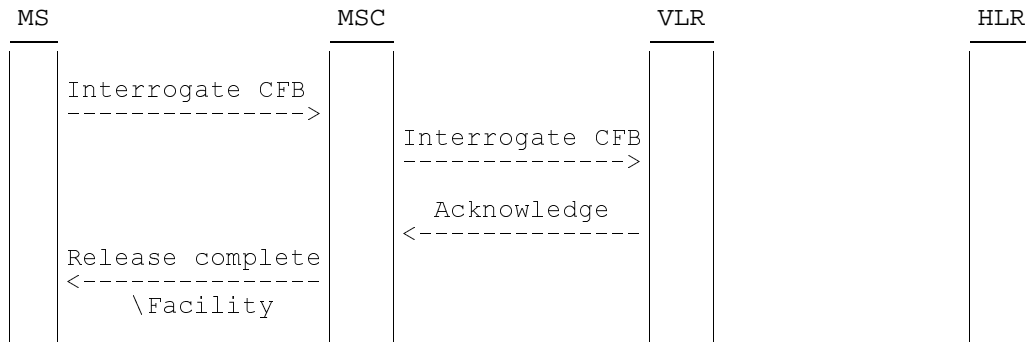 MS MSC VLR HLR
Interrogate CFB
--------------->
Interrogate CFB
-------------->
Acknowledge
<--------------
Release complete
<---------------
\Facility